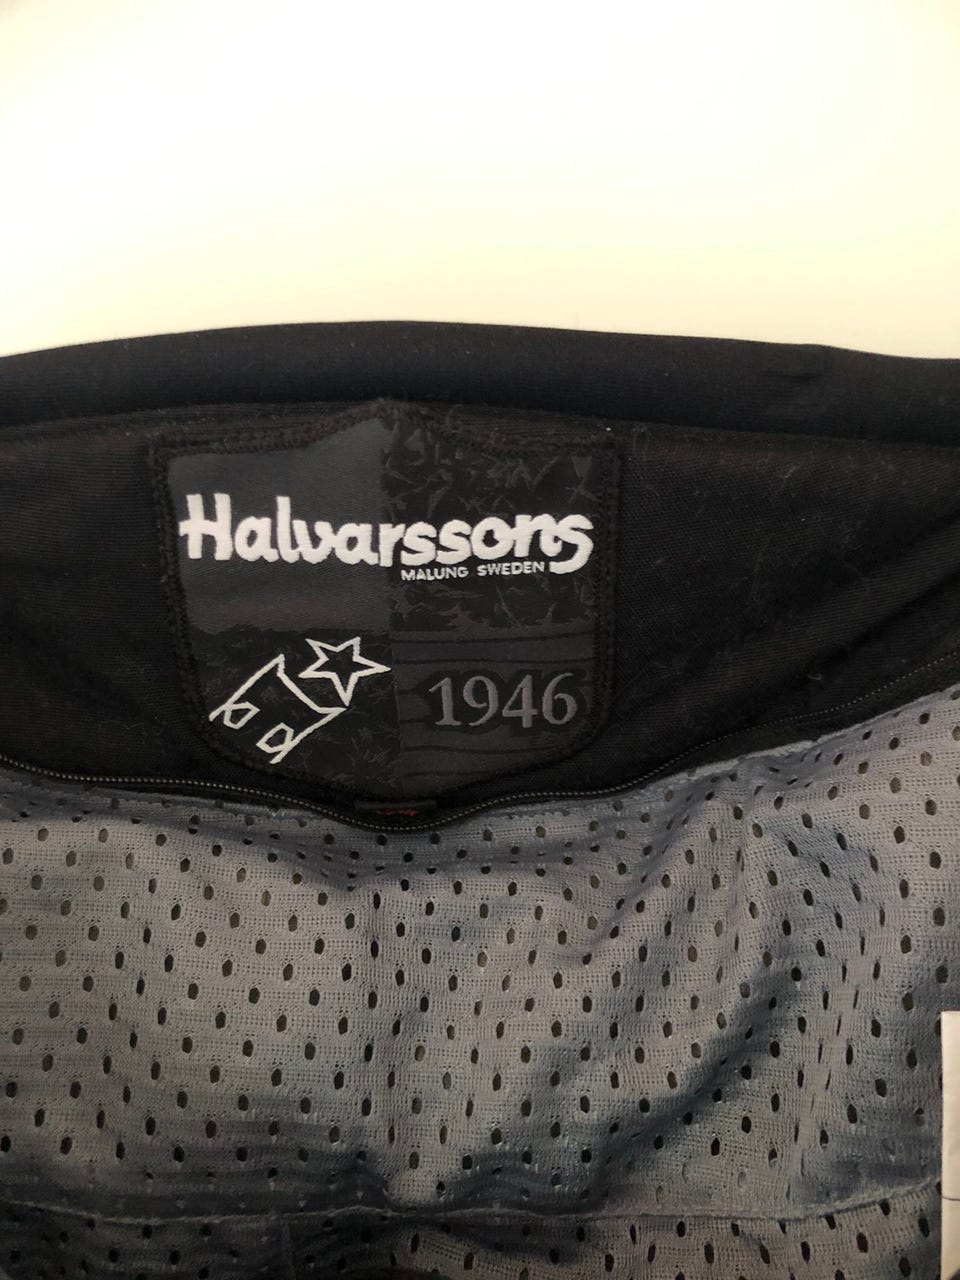 Halvarssons
MALUNG SWEDEN
1946